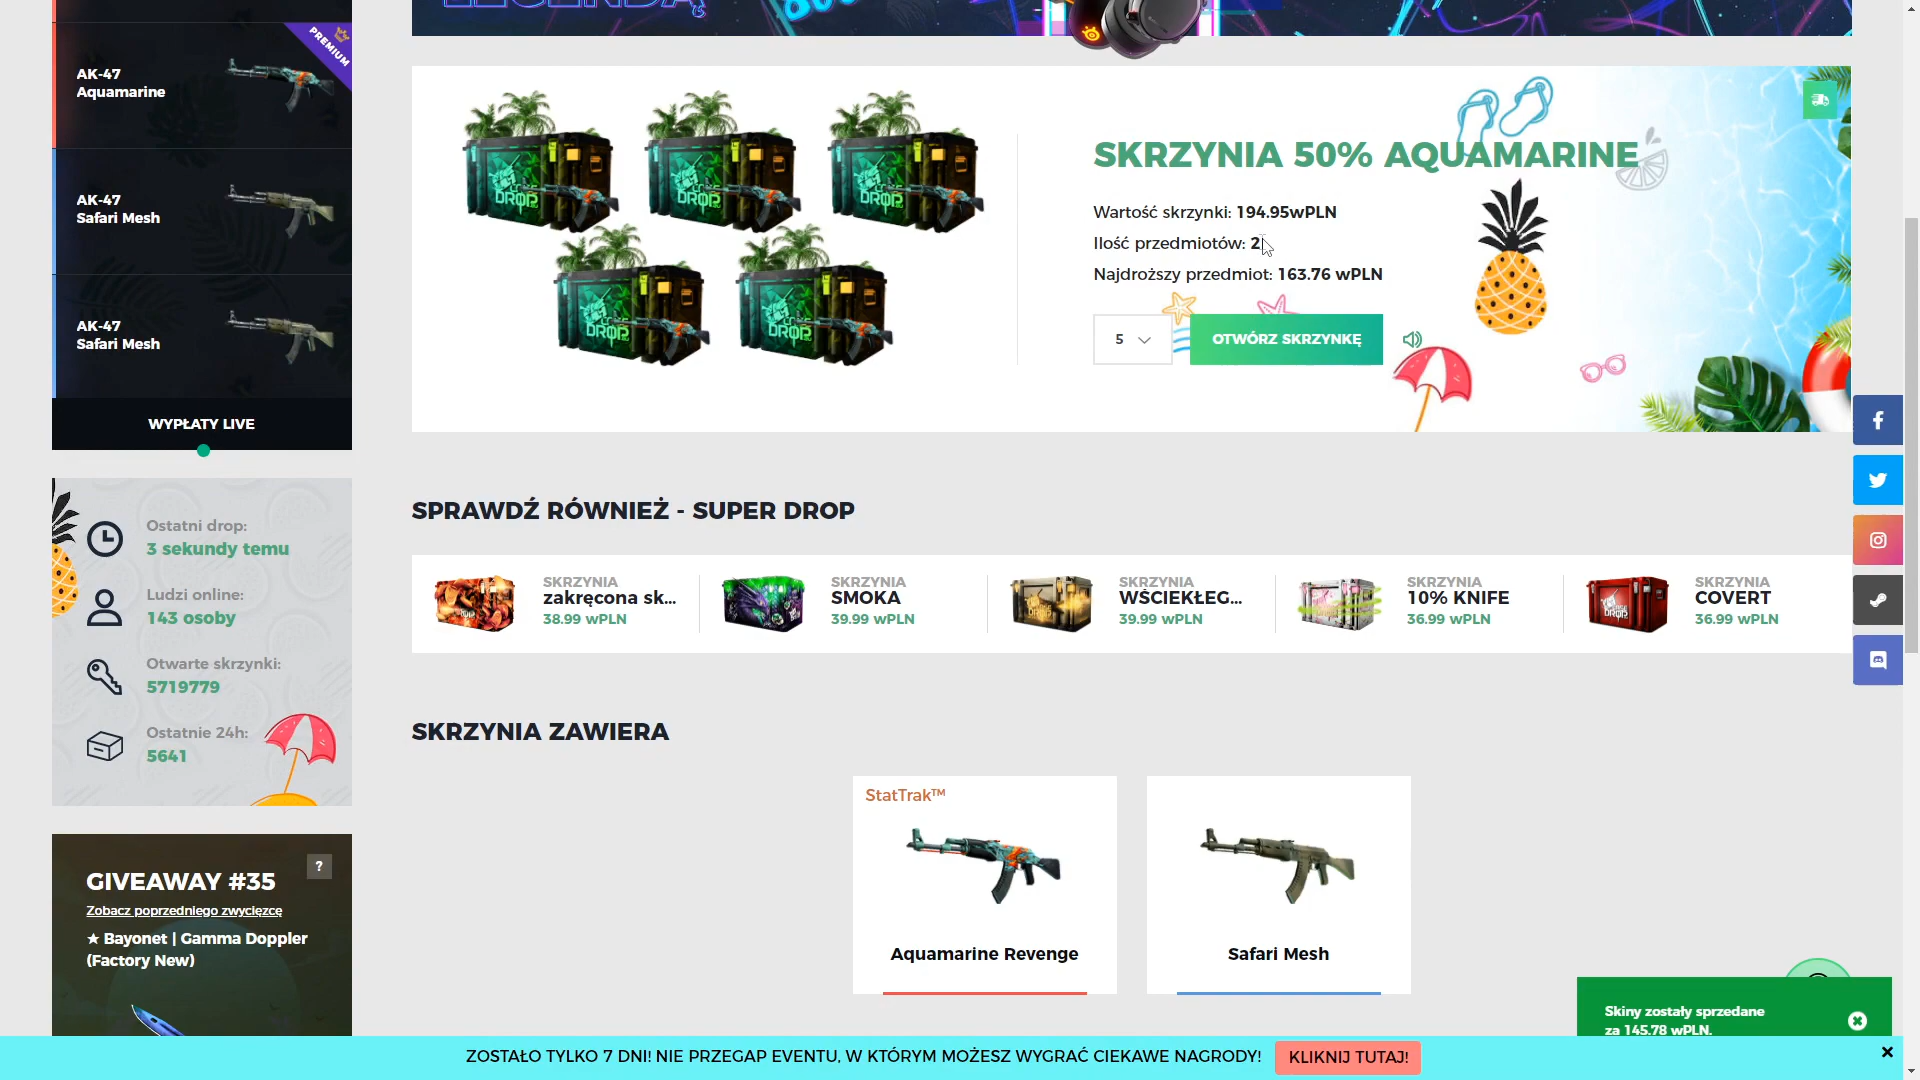 AK-47
Aquamarine
PREMIUM
AK-47
Safari Mesh
AK-47
Safari Mesh
WYPŁATY LIVE
Ostatni drop:
3 sekundy temu
Ludzi online:
143 osoby
Otwarte skrzynki:
5719779
Ostatnie 24h:
5641
GIVEAWAY #35
?
Zobacz poprzedniego zwycięzcę
★ Bayonet | Gamma Doppler
(Factory New)
SKRZYNIA 50% AQUAMARINE
Wartość skrzynki: 194.95wPLN
Ilość przedmiotów: 2
Najdroższy przedmiot: 163.76 wPLN
5
OTWÓRZ SKRZYNKĘ
SPRAWDŹ RÓWNIEŻ - SUPER DROP
SKRZYNIA
zakręcona sk...
38.99 wPLN
SKRZYNIA
SMOKA
39.99 wPLN
SKRZYNIA
WŚCIEKŁEG...
39.99 wPLN
SKRZYNIA
10% KNIFE
36.99 wPLN
SKRZYNIA
COVERT
36.99 wPLN
SKRZYNIA ZAWIERA
StatTrak™
Aquamarine Revenge
Safari Mesh
Skiny zostały sprzedane
za 145.78 wPLN.
ZOSTAŁO TYLKO 7 DNI! NIE PRZEGAP EVENTU, W KTÓRYM MOŻESZ WYGRAĆ CIEKAWE NAGRODY!
KLIKNIJ TUTAJ!